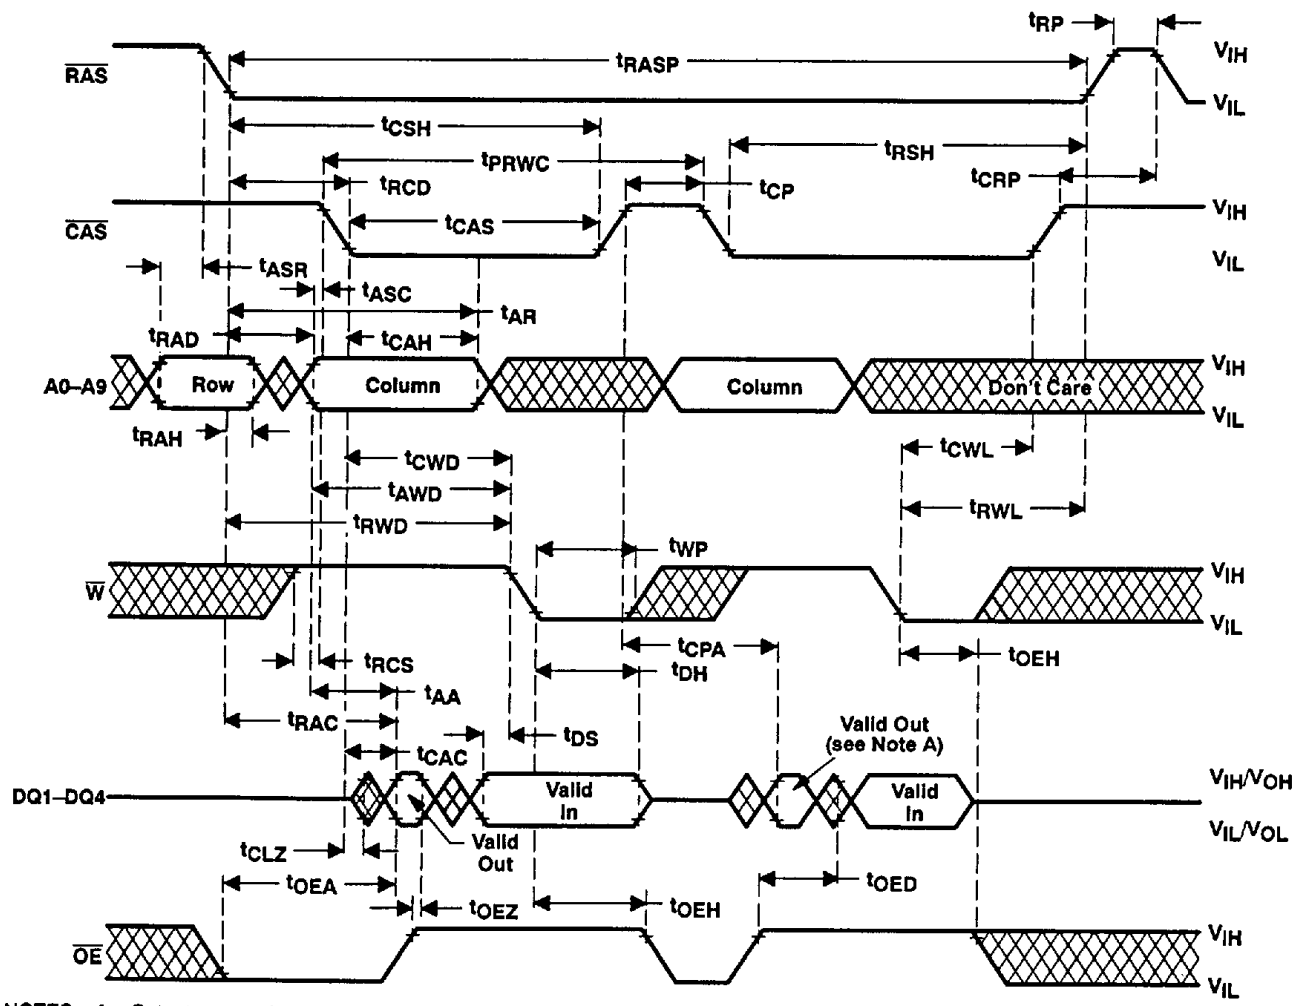 tRP
VIH
RAS
tRASP
VIL
tCSH
tRSH
tPRWC
tRCD
tCP
tCRP
CAS
tCAS
VIH
VIL
tASR
tASC
tAR
tRAD
tCAH
VIH
A0–A9
Row
Column
Column
Don't Care
VIL
tRAH
tCWD
tCWL
tAWD
tRWD
tRWL
tWP
VIH
W
VIL
tCPA
tRCS
tDH
tOEH
tAA
tRAC
tDS
Valid Out
(see Note A)
tCAC
DQ1–DQ4
Valid
In
Valid
In
VIH/VOH
VIL/VOL
Valid
Out
tCLZ
tOEA
tOED
tOEZ
tOEH
OE
VIH
VIL